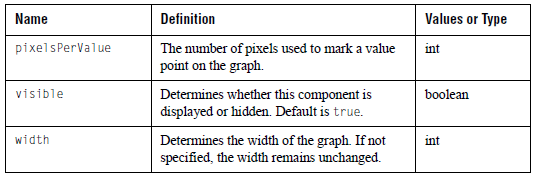 Name Definition Values or Type
pixelsPerValue The number of pixels used to mark a value int
point on the graph.
visible Determines whether this component is boolean
displayed or hidden. Default is true.
width Determines the width of the graph. If not int
specified, the width remains unchanged.